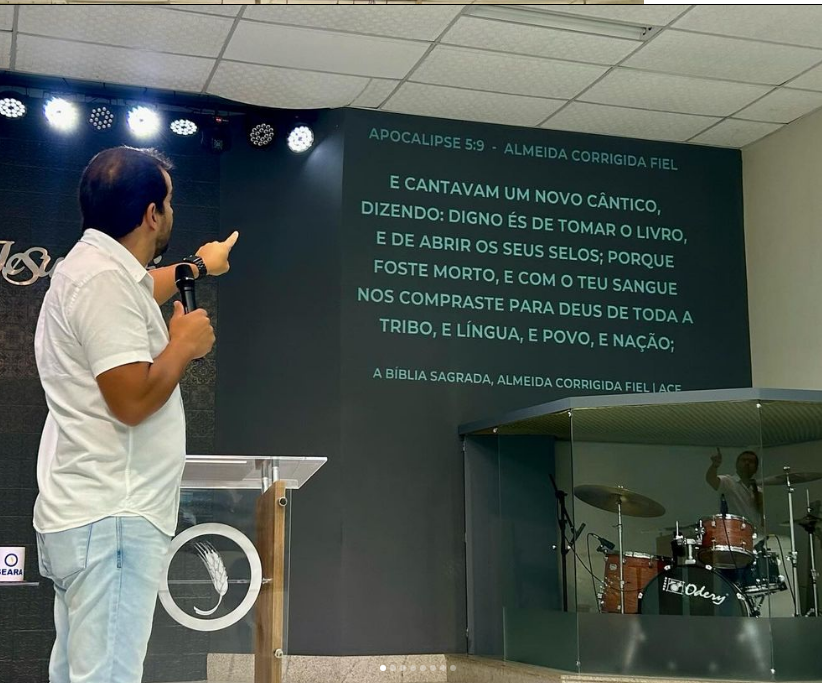 APOCALIPSE 5:9 - ALMEIDA CORRIGIDA FIEL
E CANTAVAM UM NOVO CÂNTICO,
DIZENDO: DIGNO ÉS DE TOMAR O LIVRO,
E DE ABRIR OS SEUS SELOS; PORQUE
FOSTE MORTO, E COM O TEU SANGUE
NOS COMPRASTE PARA DEUS DE TODA A
TRIBO, E LÍNGUA, E POVO, E NAÇÃO;
A BÍBLIA SAGRADA, ALMEIDA CORRIGIDA FIEL | ACF
Jesu
SEARA
Odery